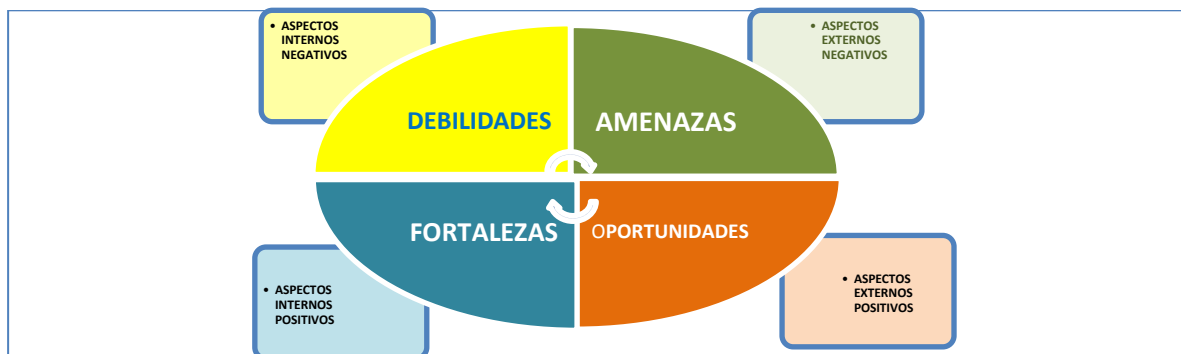 • ASPECTOS
INTERNOS
NEGATIVOS
• ASPECTOS
EXTERNOS
NEGATIVOS
DEBILIDADES
AMENAZAS
FORTALEZAS
OPORTUNIDADES
• ASPECTOS
INTERNOS
POSITIVOS
• ASPECTOS
EXTERNOS
POSITIVOS